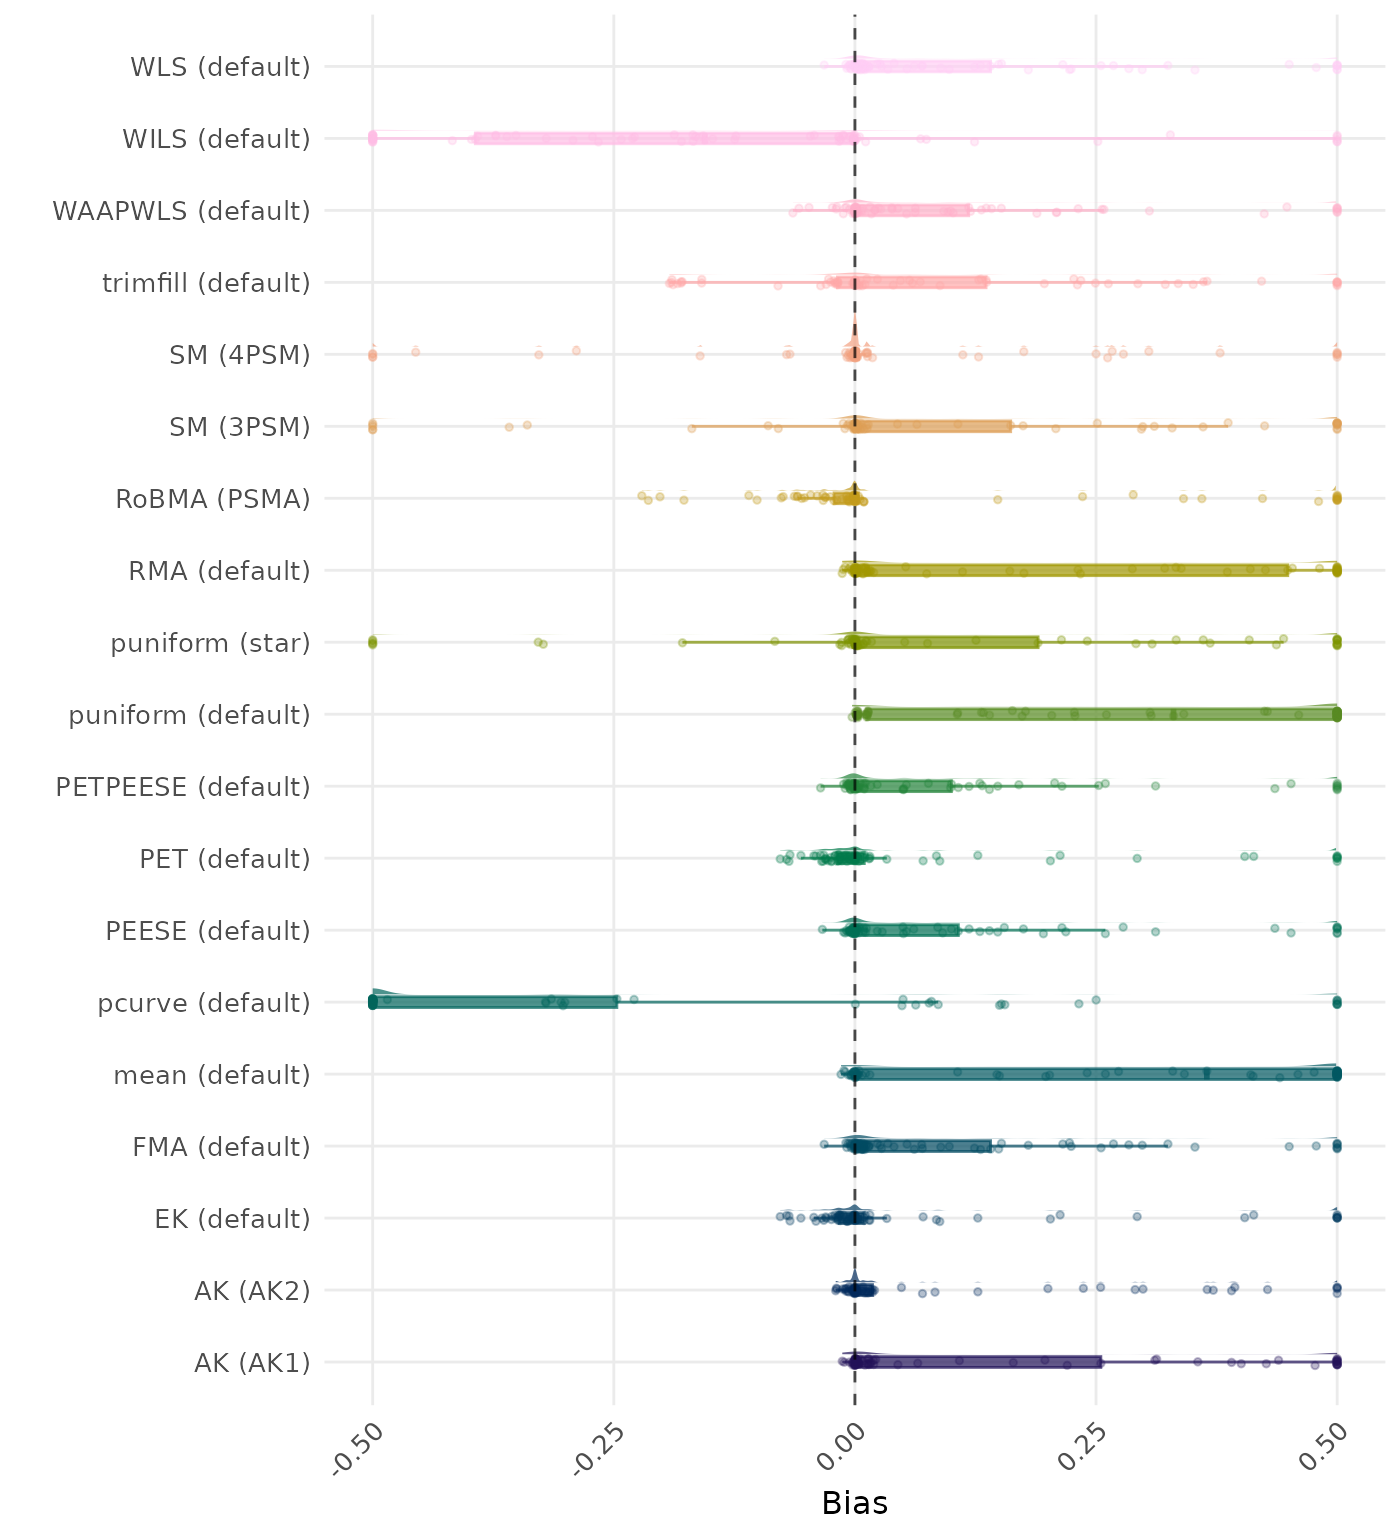 WLS (default)
WILS (default)
WAAPWLS (default)
trimfill (default)
SM (4PSM)
SM (3PSM)
RoBMA (PSMA)
RMA (default)
puniform (star)
puniform (default)
PETPEESE (default)
PET (default)
PEESE (default)
pcurve (default)
mean (default)
FMA (default)
EK (default)
AK (AK2)
AK (AK1)
-0.50
-0.25
0.00
0.25
0.50
Bias